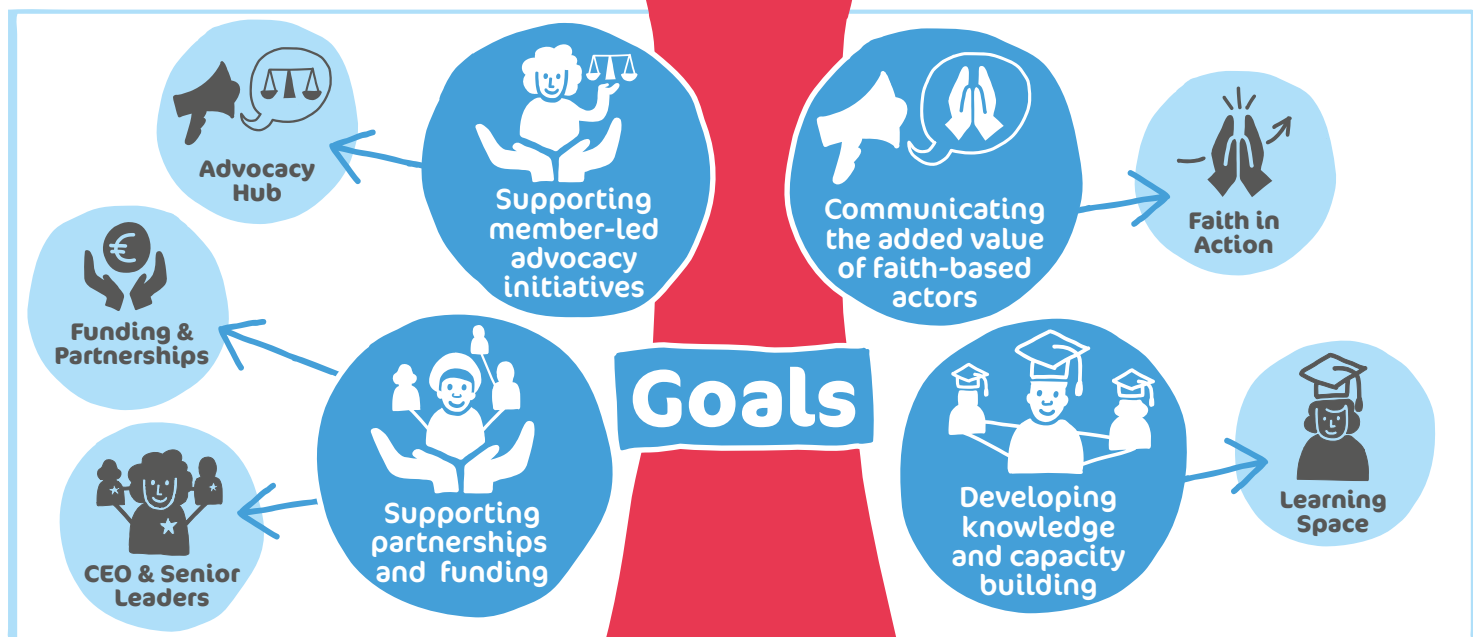 Advocacy
Hub
Supporting
member-led
advocacy
initiatives
Communicating
the added value
of faith-based
actors
Faith in
Action
Funding &
Partnerships
€
Goals
Supporting
partnerships
and funding
Developing
knowledge
and capacity
building
Learning
Space
CEO & Senior
Leaders